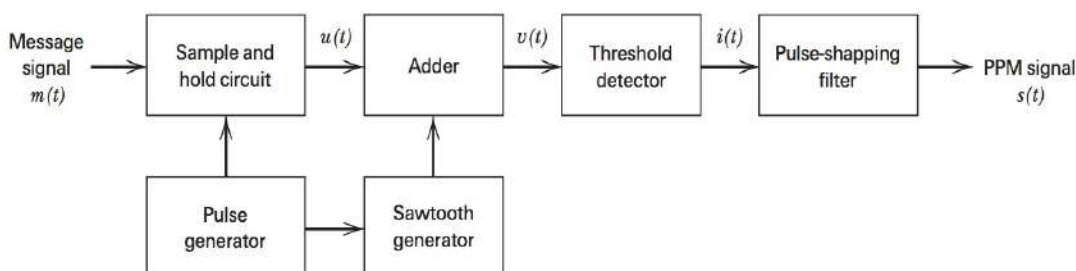 Message
signal
m(t)
Sample and
hold circuit
u(t)
Adder
v(t)
Threshold
detector
i(t)
Pulse-shapping
filter
PPM signal
s(t)
Pulse
generator
Sawtooth
generator